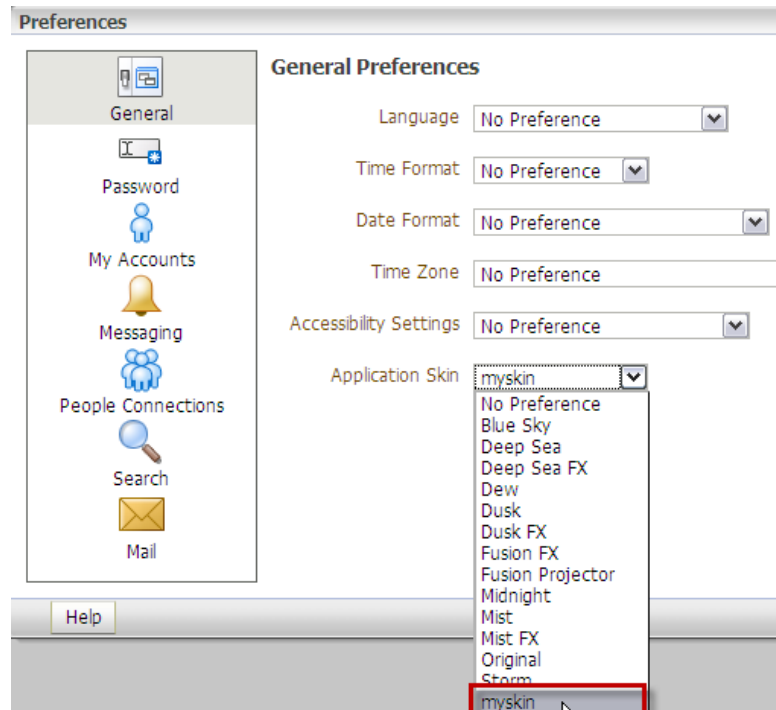 Preferences
General
Password
My Accounts
Messaging
People Connections
Search
Mail
General Preferences
Language No Preference
Time Format No Preference
Date Format No Preference
Time Zone No Preference
Accessibility Settings No Preference
Application Skin myskin
No Preference
Blue Sky
Deep Sea
Deep Sea FX
Dew
Dusk
Dusk FX
Fusion FX
Fusion Projector
Midnight
Mist
Mist FX
Original
Storm
myskin
Help